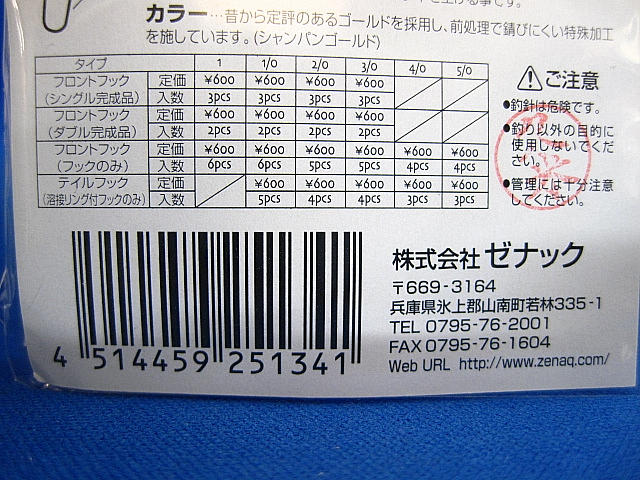 カラー…昔から定評のあるゴールドを採用し、前処理で錆びにくい特殊加工
を施しています。(シャンパンゴールド)
タイプ 1 1/0 2/0 3/0 4/0 5/0
フロントフック 定価 ¥600 ¥600 ¥600 ¥600
(シングル完成品) 入数 3pcs 3pcs 3pcs 3pcs
フロントフック 定価 ¥600 ¥600 ¥600 ¥600
(ダブル完成品) 入数 2pcs 2pcs 2pcs 2pcs
フロントフック 定価 ¥600 ¥600 ¥600 ¥600 ¥600 ¥600
(フックのみ) 入数 6pcs 6pcs 5pcs 5pcs 4pcs 4pcs
テイルフック 定価 ¥600 ¥600 ¥600 ¥600 ¥600
(溶接リング付フックのみ) 入数 5pcs 4pcs 4pcs 3pcs 3pcs
ご注意
●釣針は危険です。
●釣り以外の目的に
使用しないでくだ
さい。
●管理には十分注意
してください。
株式会社 ゼナック
〒669-3164
兵庫県氷上郡山南町若林335-1
TEL 0795-76-2001
FAX 0795-76-1604
Web URL http://www.zenaq.com/
4 514459 251341